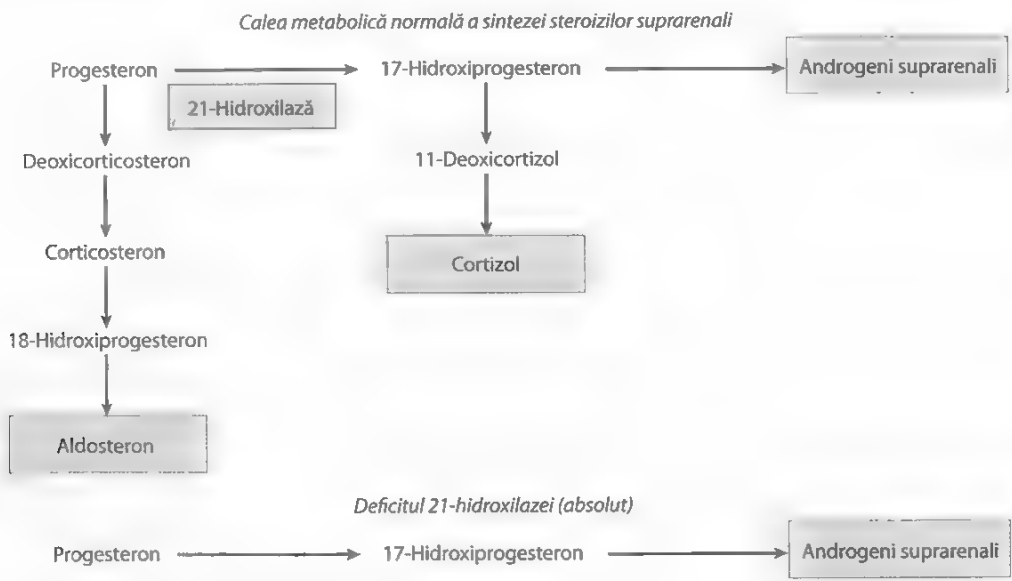 Calea metabolică normală a sintezei steroizilor suprarenali
Progesteron
17-Hidroxiprogesteron
Androgeni suprarenali
21-Hidroxilază
Deoxicorticosteron
11-Deoxicortizol
Corticosteron
Cortizol
18-Hidroxiprogesteron
Aldosteron
Deficitul 21-hidroxilazei (absolut)
Progesteron
17-Hidroxiprogesteron
Androgeni suprarenali